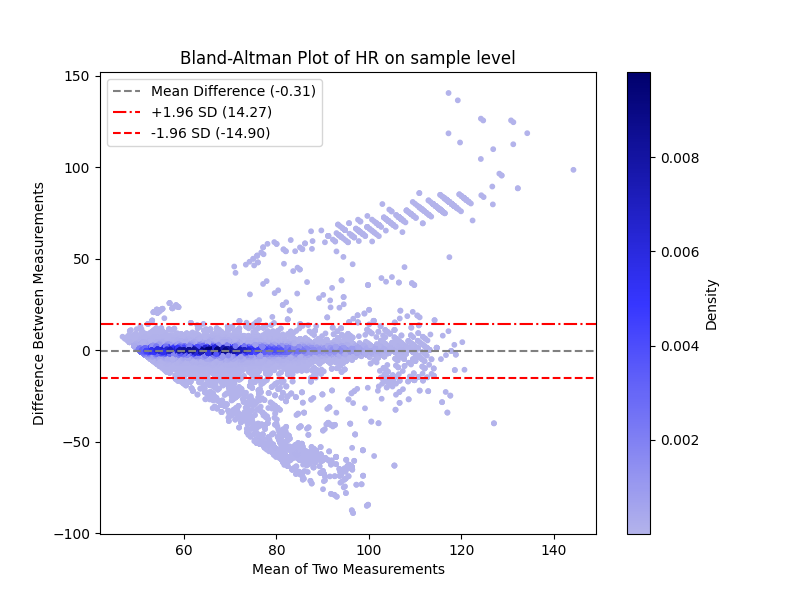 Bland-Altman Plot of HR on sample level
Mean Difference (-0.31)
+1.96 SD (14.27)
-1.96 SD (-14.90)
150
100
50
0
−50
−100
Difference Between Measurements
60
80
100
120
140
Mean of Two Measurements
0.008
0.006
0.004
0.002
Density